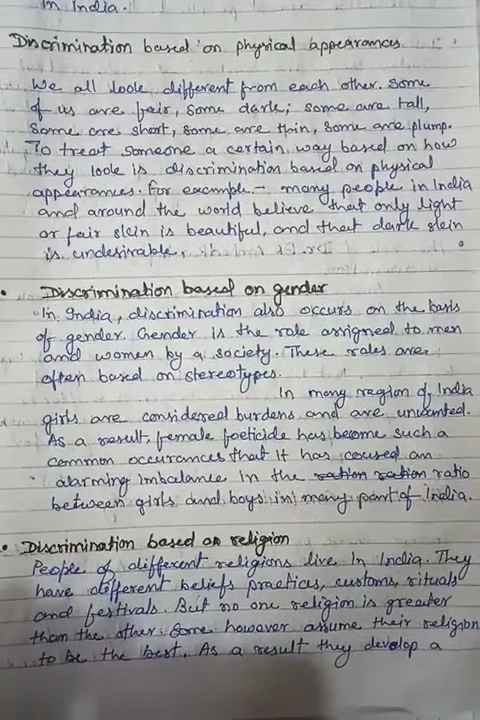 in India.
Discrimination based on physical appearances
We all look different from each other. Some
of us are fair, some dark; some are tall,
some are short, some are thin, some are plump.
To treat someone a certain way based on how
they look is discrimination based on physical
appearances. For example - many people in India
and around the world believe that only light
or fair skin is beautiful, and that dark skin
is undesirable.
• Discrimination based on gender
In India, discrimination also occurs on the basis
of gender. Gender is the role assigned to men
and women by a society. These roles are
often based on stereotypes.
In many region of India
girls are considered burdens and are unwanted.
As a result, female foeticide has become such a
common occurances that it has coused an
alarming imbalance in the ration ration ratio
between girls and boys in many part of India.
• Discrimination based on religion
People of different religions live in India. They
have different beliefs practices, customs, rituals
and festivals. But no one religion is greater
than the other. Some however assume their religion
to be the best. As a result they develop a